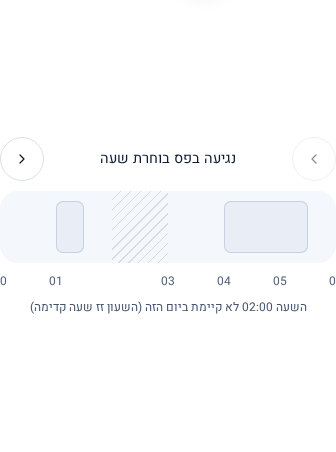 נגיעה בפס בוחרת שעה
0 01 03 04 05 0
השעה 02:00 לא קיימת ביום הזה (השעון זז שעה קדימה)